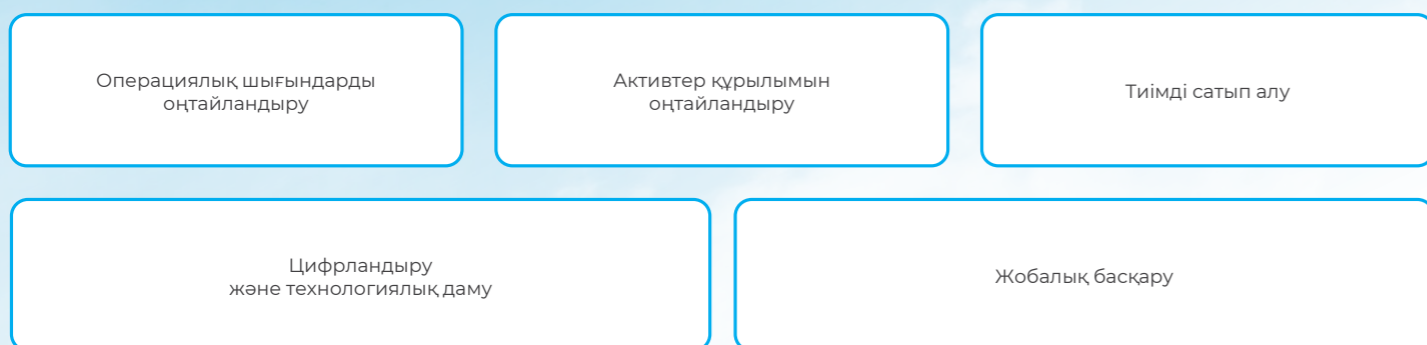 Операциялық шығындарды
оңтайландыру
Активтер құрылымын
оңтайландыру
Тиімді сатып алу
Цифрландыру
және технологиялық даму
Жобалық басқару